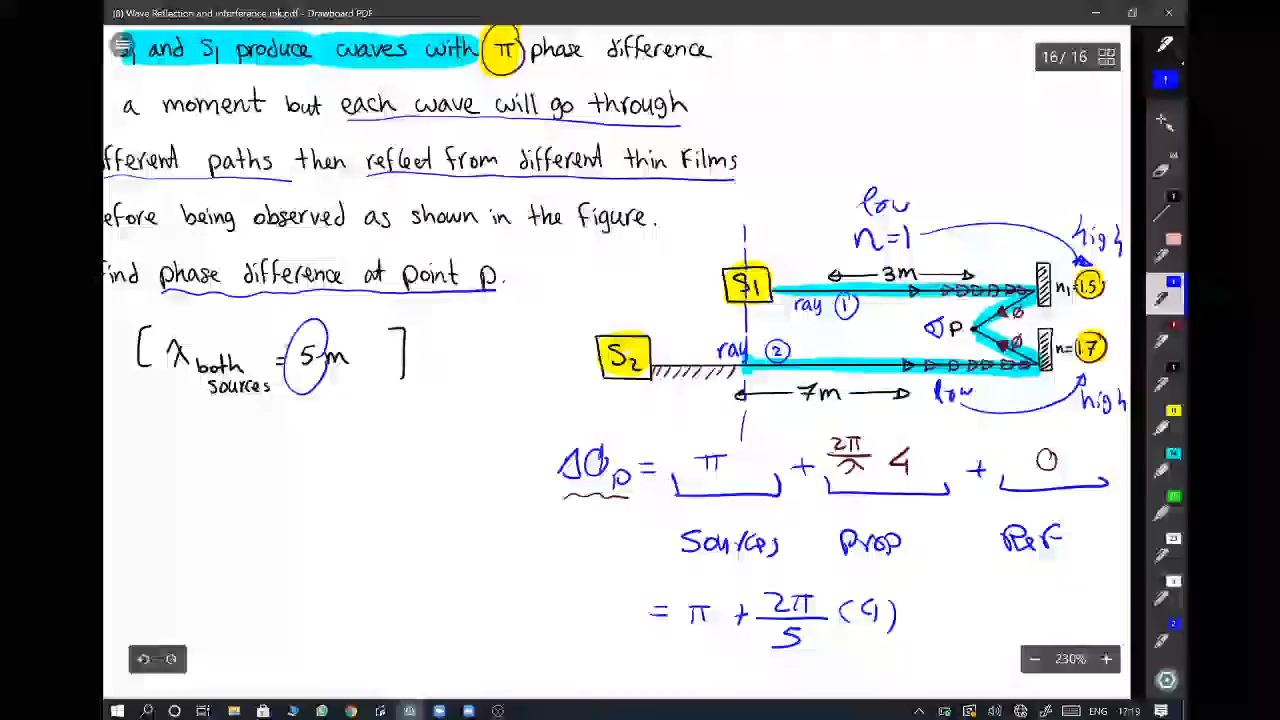 (8) Wave Reflection and interference ink.pdf - Drawboard PDF
16 / 16
and S₁ produce waves with π phase difference
a moment but each wave will go through
fferent paths then reflect from different thin films
efore being observed as shown in the figure.
ind phase difference at point p.
[ λ both sources = 5m ]
low
n=1
high
S₁
3m
n₁=1.5
ray ①
P
S₂
ray ②
n=1.7
7m
low
high
ΔΦp = π + 2π/λ 4 + 0
Sources Prop Ref
= π + 2π/5 (4)
230%
ENG 17:19